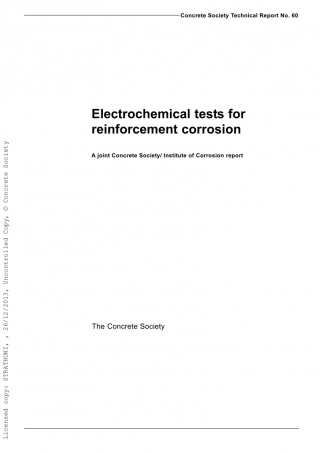 Concrete Society Technical Report No. 60
Electrochemical tests for
reinforcement corrosion
A joint Concrete Society/ Institute of Corrosion report
The Concrete Society
Licensed copy: STRATHUNI, , 26/12/2013, Uncontrolled Copy, © Concrete Society